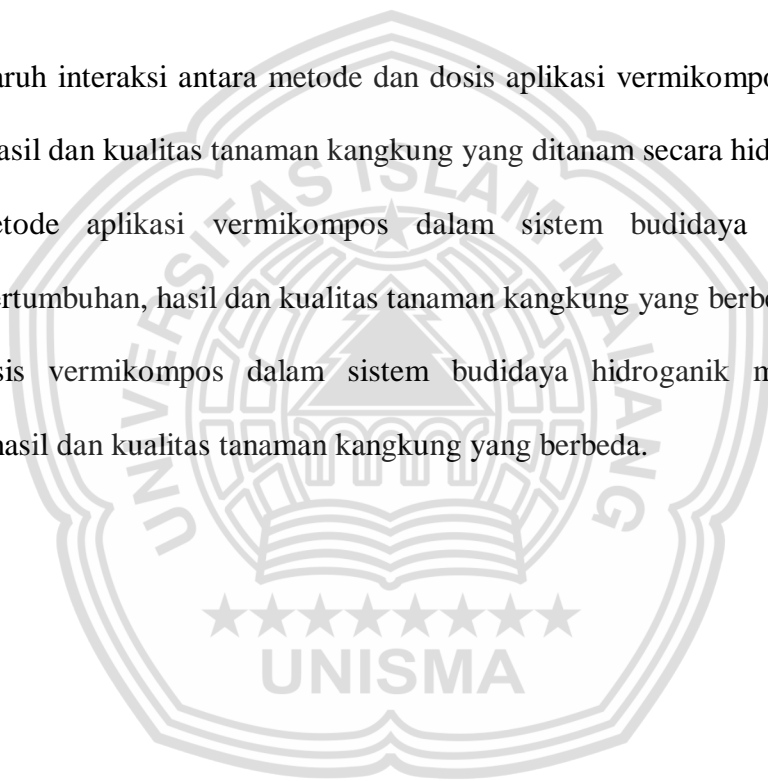 aruh interaksi antara metode dan dosis aplikasi vermikompo
asil dan kualitas tanaman kangkung yang ditanam secara hid
etode aplikasi vermikompos dalam sistem budidaya
ertumbuhan, hasil dan kualitas tanaman kangkung yang berb
sis vermikompos dalam sistem budidaya hidroganik m
hasil dan kualitas tanaman kangkung yang berbeda.
UNIVERSITAS ISLAM MALANG
UNISMA